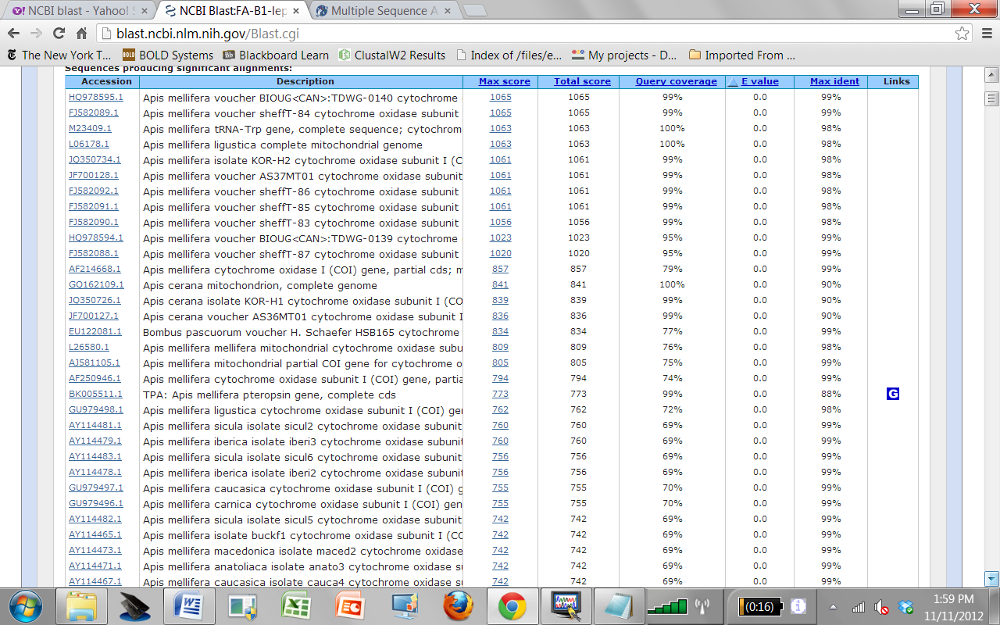 NCBI blast - Yahoo! S
NCBI Blast:FA-B1-lep
Multiple Sequence A
blast.ncbi.nlm.nih.gov/Blast.cgi
The New York T... BOLD BOLD Systems Bb Blackboard Learn ClustalW2 Results Index of /files/e... My projects - D... Imported From ...
Sequences producing significant alignments:
Accession Description Max score Total score Query coverage E value Max ident Links
HQ978595.1 Apis mellifera voucher BIOUG<CAN>:TDWG-0140 cytochrome 1065 1065 99% 0.0 99%
FJ582089.1 Apis mellifera voucher sheffT-84 cytochrome oxidase subunit 1065 1065 99% 0.0 99%
M23409.1 Apis mellifera tRNA-Trp gene, complete sequence; cytochrom 1063 1063 100% 0.0 98%
L06178.1 Apis mellifera ligustica complete mitochondrial genome 1063 1063 100% 0.0 98%
JQ350734.1 Apis mellifera isolate KOR-H2 cytochrome oxidase subunit I (C 1061 1061 99% 0.0 98%
JF700128.1 Apis mellifera voucher AS37MT01 cytochrome oxidase subunit 1061 1061 99% 0.0 98%
FJ582092.1 Apis mellifera voucher sheffT-86 cytochrome oxidase subunit 1061 1061 99% 0.0 98%
FJ582091.1 Apis mellifera voucher sheffT-85 cytochrome oxidase subunit 1061 1061 99% 0.0 98%
FJ582090.1 Apis mellifera voucher sheffT-83 cytochrome oxidase subunit 1056 1056 99% 0.0 98%
HQ978594.1 Apis mellifera voucher BIOUG<CAN>:TDWG-0139 cytochrome 1023 1023 95% 0.0 99%
FJ582088.1 Apis mellifera voucher sheffT-87 cytochrome oxidase subunit 1020 1020 95% 0.0 99%
AF214668.1 Apis mellifera cytochrome oxidase I (COI) gene, partial cds; m 857 857 79% 0.0 99%
GQ162109.1 Apis cerana mitochondrion, complete genome 841 841 100% 0.0 90%
JQ350726.1 Apis cerana isolate KOR-H1 cytochrome oxidase subunit I (CO 839 839 99% 0.0 90%
JF700127.1 Apis cerana voucher AS36MT01 cytochrome oxidase subunit I 836 836 99% 0.0 90%
EU122081.1 Bombus pascuorum voucher H. Schaefer HSB165 cytochrome 834 834 77% 0.0 99%
L26580.1 Apis mellifera mellifera mitochondrial cytochrome oxidase subu 809 809 76% 0.0 98%
AJ581105.1 Apis mellifera mitochondrial partial COI gene for cytochrome o 805 805 75% 0.0 99%
AF250946.1 Apis mellifera cytochrome oxidase subunit I (COI) gene, partia 794 794 74% 0.0 99%
BK005511.1 TPA: Apis mellifera pteropsin gene, complete cds 773 773 99% 0.0 88% G
GU979498.1 Apis mellifera ligustica cytochrome oxidase subunit I (COI) gen 762 762 72% 0.0 98%
AY114481.1 Apis mellifera sicula isolate sicul2 cytochrome oxidase subunit 760 760 69% 0.0 99%
AY114479.1 Apis mellifera iberica isolate iberi3 cytochrome oxidase subunit 760 760 69% 0.0 99%
AY114483.1 Apis mellifera sicula isolate sicul6 cytochrome oxidase subunit 756 756 69% 0.0 99%
AY114478.1 Apis mellifera iberica isolate iberi2 cytochrome oxidase subunit 756 756 69% 0.0 99%
GU979497.1 Apis mellifera caucasica cytochrome oxidase subunit I (COI) g 755 755 70% 0.0 99%
GU979496.1 Apis mellifera carnica cytochrome oxidase subunit I (COI) gen 755 755 70% 0.0 99%
AY114482.1 Apis mellifera sicula isolate sicul5 cytochrome oxidase subunit 742 742 69% 0.0 99%
AY114465.1 Apis mellifera isolate buckf1 cytochrome oxidase subunit I (CO 742 742 69% 0.0 99%
AY114473.1 Apis mellifera macedonica isolate maced2 cytochrome oxidase 742 742 69% 0.0 99%
AY114471.1 Apis mellifera anatoliaca isolate anato3 cytochrome oxidase su 742 742 69% 0.0 99%
AY114467.1 Apis mellifera caucasica isolate cauca4 cytochrome oxidase su 742 742 69% 0.0 99%
(0:16)
1:59 PM
11/11/2012